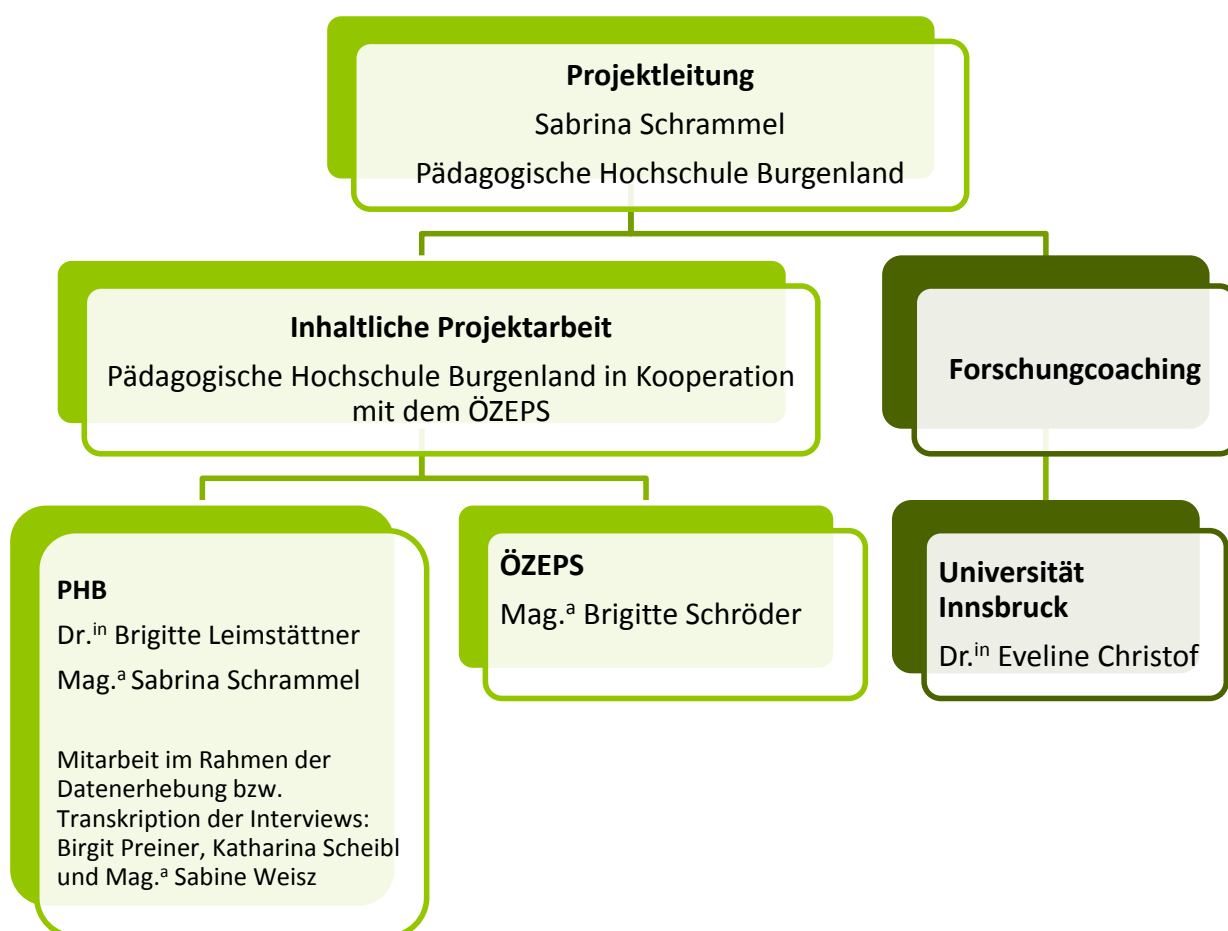 Projektleitung
Sabrina Schrammel
Pädagogische Hochschule Burgenland
Inhaltliche Projektarbeit
Pädagogische Hochschule Burgenland in Kooperation
mit dem ÖZEPS
Forschungcoaching
PHB
Dr.ⁱⁿ Brigitte Leimstättner
Mag.ᵃ Sabrina Schrammel
Mitarbeit im Rahmen der
Datenerhebung bzw.
Transkription der Interviews:
Birgit Preiner, Katharina Scheibl
und Mag.ᵃ Sabine Weisz
ÖZEPS
Mag.ᵃ Brigitte Schröder
Universität
Innsbruck
Dr.ⁱⁿ Eveline Christof